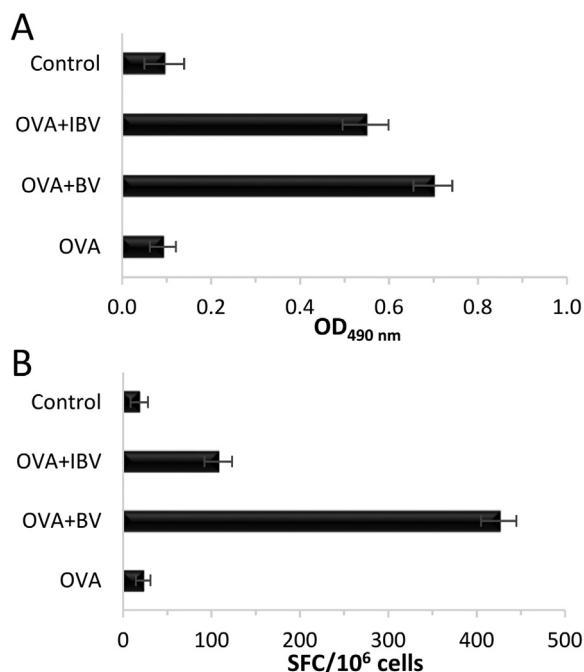 A
Control
OVA+IBV
OVA+BV
OVA
0.0 0.2 0.4 0.6 0.8 1.0
OD490 nm
B
Control
OVA+IBV
OVA+BV
OVA
0 100 200 300 400 500
SFC/10⁶ cells